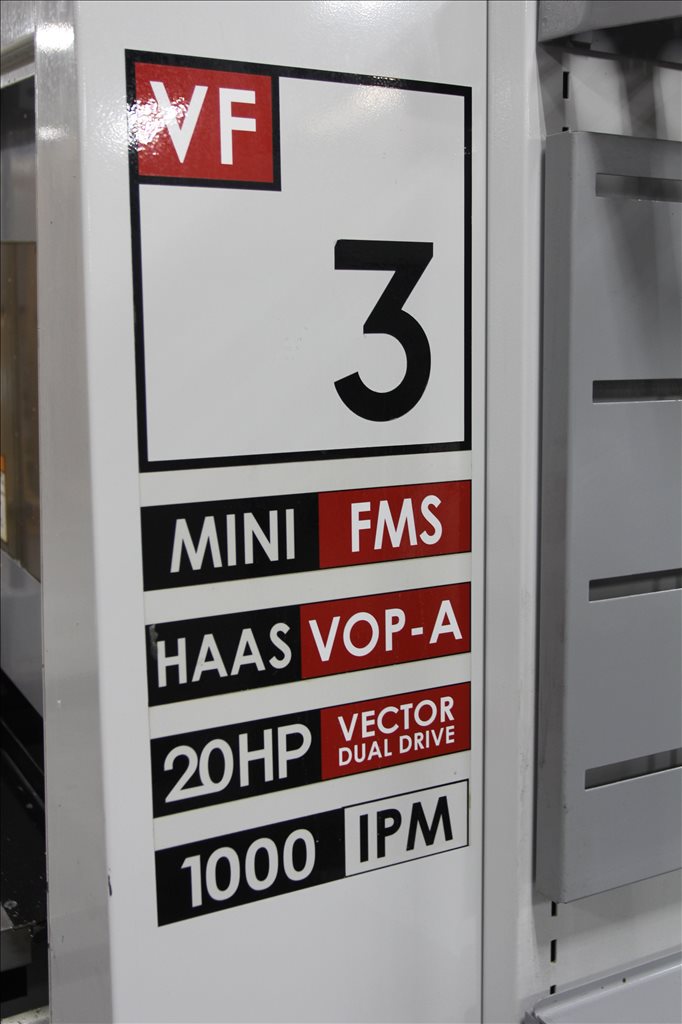 VF
3
MINI FMS
HAAS VOP-A
20HP VECTOR
DUAL DRIVE
1000 IPM